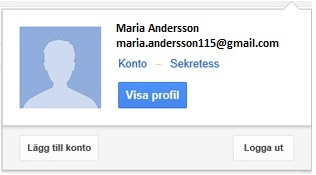 Maria Andersson
maria.andersson115@gmail.com
Konto – Sekretess
Visa profil
Lägg till konto
Logga ut